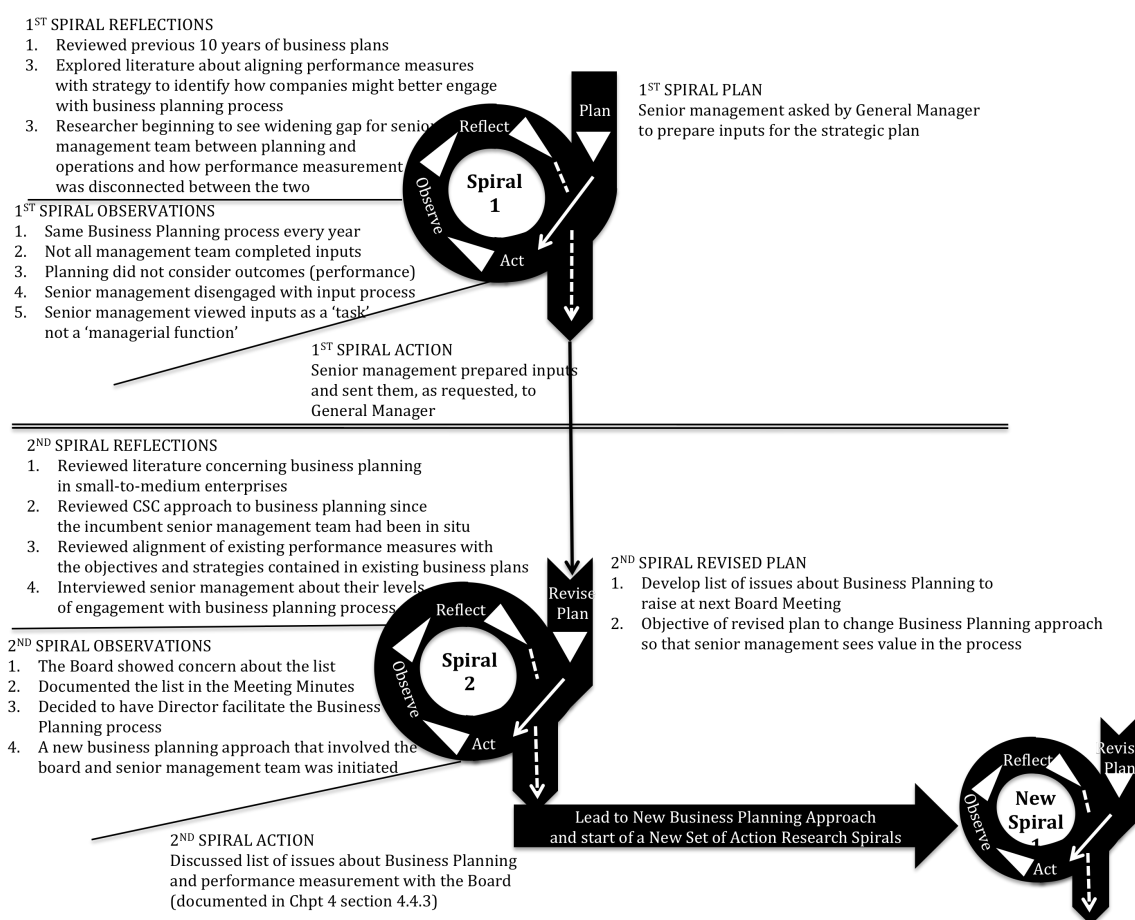 1ST SPIRAL REFLECTIONS
1. Reviewed previous 10 years of business plans
3. Explored literature about aligning performance measures
with strategy to identify how companies might better engage
with business planning process
3. Researcher beginning to see widening gap for senior
management team between planning and
operations and how performance measurement
was disconnected between the two
1ST SPIRAL OBSERVATIONS
1. Same Business Planning process every year
2. Not all management team completed inputs
3. Planning did not consider outcomes (performance)
4. Senior management disengaged with input process
5. Senior management viewed inputs as a ‘task’
not a ‘managerial function’
Reflect
Observe
Spiral
1
Act
Plan
1ST SPIRAL PLAN
Senior management asked by General Manager
to prepare inputs for the strategic plan
1ST SPIRAL ACTION
Senior management prepared inputs
and sent them, as requested, to
General Manager
2ND SPIRAL REFLECTIONS
1. Reviewed literature concerning business planning
in small-to-medium enterprises
2. Reviewed CSC approach to business planning since
the incumbent senior management team had been in situ
3. Reviewed alignment of existing performance measures with
the objectives and strategies contained in existing business plans
4. Interviewed senior management about their levels
of engagement with business planning process
2ND SPIRAL OBSERVATIONS
1. The Board showed concern about the list
2. Documented the list in the Meeting Minutes
3. Decided to have Director facilitate the Business
Planning process
4. A new business planning approach that involved the
board and senior management team was initiated
Reflect
Observe
Spiral
2
Act
Revise
Plan
2ND SPIRAL REVISED PLAN
1. Develop list of issues about Business Planning to
raise at next Board Meeting
2. Objective of revised plan to change Business Planning approach
so that senior management sees value in the process
2ND SPIRAL ACTION
Discussed list of issues about Business Planning
and performance measurement with the Board
(documented in Chpt 4 section 4.4.3)
Lead to New Business Planning Approach
and start of a New Set of Action Research Spirals
Reflect
Observe
New
Spiral
1
Act
Revis
Plan